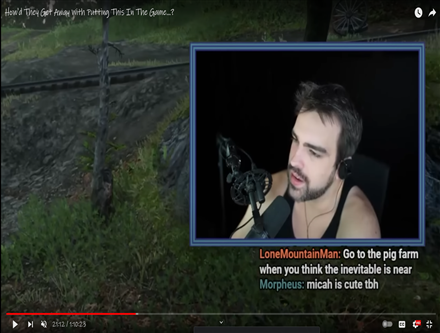 How'd They Get Away With Putting This In The Game...?
LoneMountainMan: Go to the pig farm
when you think the inevitable is near
Morpheus: micah is cute tbh
21:12 / 1:10:23